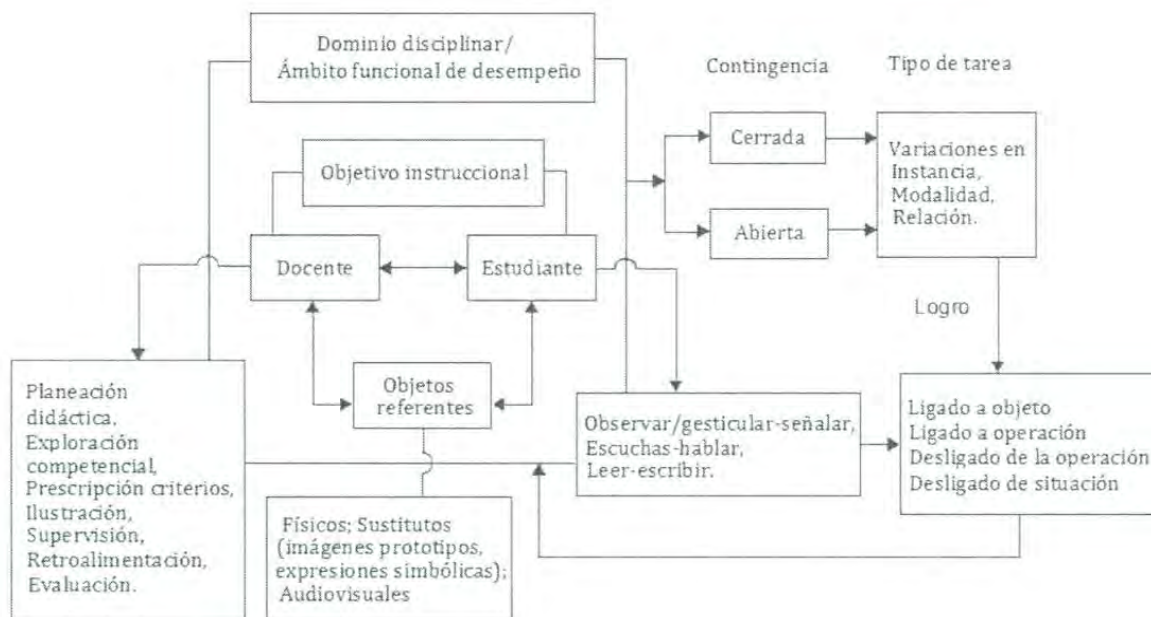 Dominio disciplinar/
Ámbito funcional de desempeño
Contingencia
Tipo de tarea
Cerrada
Abierta
Variaciones en
Instancia,
Modalidad,
Relación.
Objetivo instruccional
Docente
Estudiante
Logro
Objetos
referentes
Planeación
didáctica,
Exploración
competencial,
Prescripción criterios,
Ilustración,
Supervisión,
Retroalimentación,
Evaluación.
Observar/gesticular-señalar,
Escuchas-hablar,
Leer-escribir.
Ligado a objeto
Ligado a operación
Desligado de la operación
Desligado de situación
Físicos; Sustitutos
(imágenes prototipos,
expresiones simbólicas);
Audiovisuales